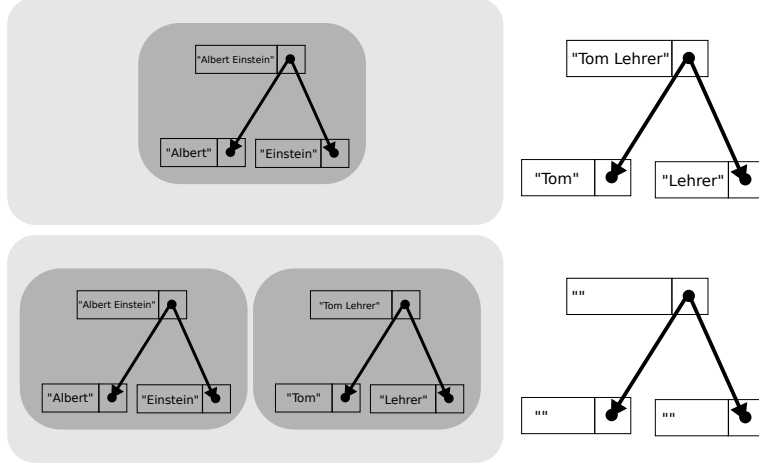 "Albert Einstein"
"Albert"
"Einstein"
"Tom Lehrer"
"Tom"
"Lehrer"
"Albert Einstein"
"Albert"
"Einstein"
"Tom Lehrer"
"Tom"
"Lehrer"
""
""
""